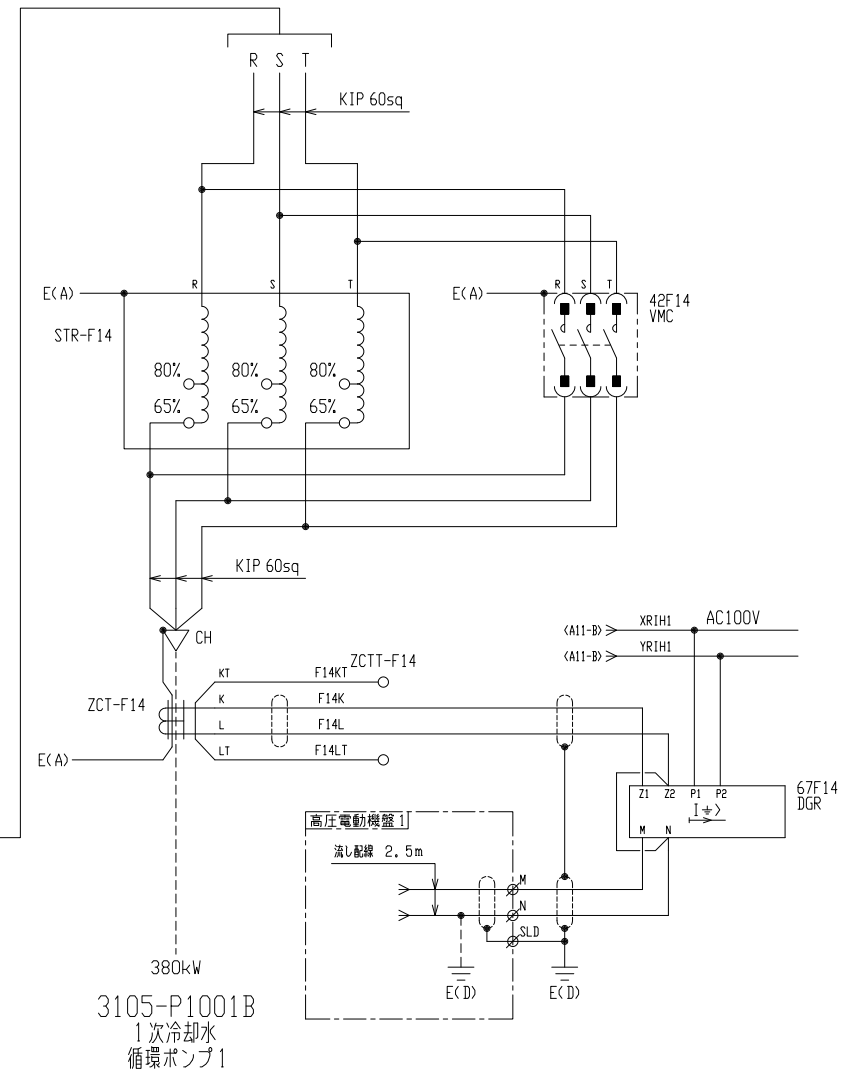 R S T
KIP 60sq
R S T
E(A)
STR-F14
80% 80% 80%
65% 65% 65%
E(A)
R S T
42F14
VMC
KIP 60sq
CH
<A11-B> XRIH1 AC100V
<A11-B> YRIH1
ZCTT-F14
KT F14KT
ZCT-F14
K F14K
L F14L
LT F14LT
E(A)
67F14
DGR
Z1 Z2 P1 P2
I
M N
高圧電動機盤1
流し配線 2.5m
M
N
SLD
E(D)
E(D)
380kW
3105-P1001B
1次冷却水
循環ポンプ1